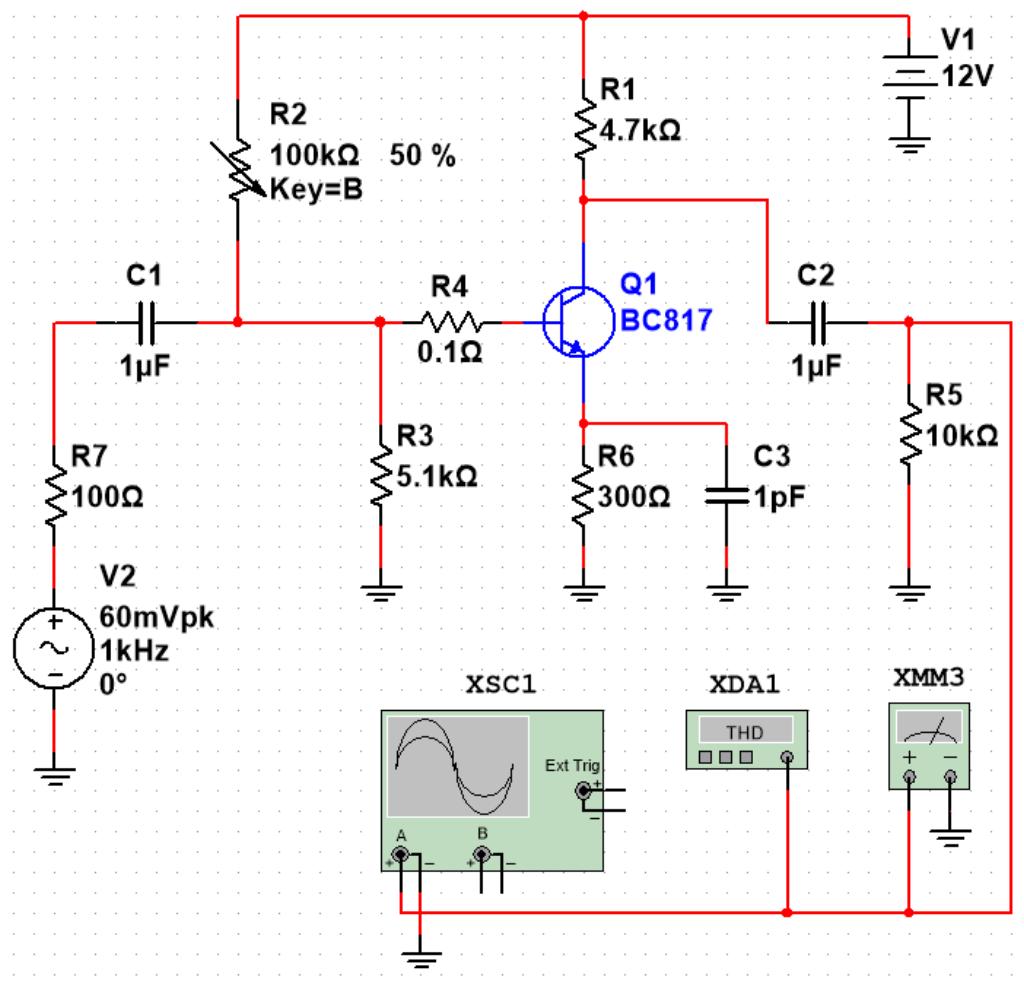 V1
12V
R1
4.7kΩ
R2
100kΩ 50 %
Key=B
C1
1µF
R4
0.1Ω
Q1
BC817
C2
1µF
R3
5.1kΩ
R6
300Ω
C3
1pF
R5
10kΩ
R7
100Ω
V2
60mVpk
1kHz
0°
XSC1
Ext Trig
+
−
A
B
+ − + −
XDA1
THD
XMM3
+ −